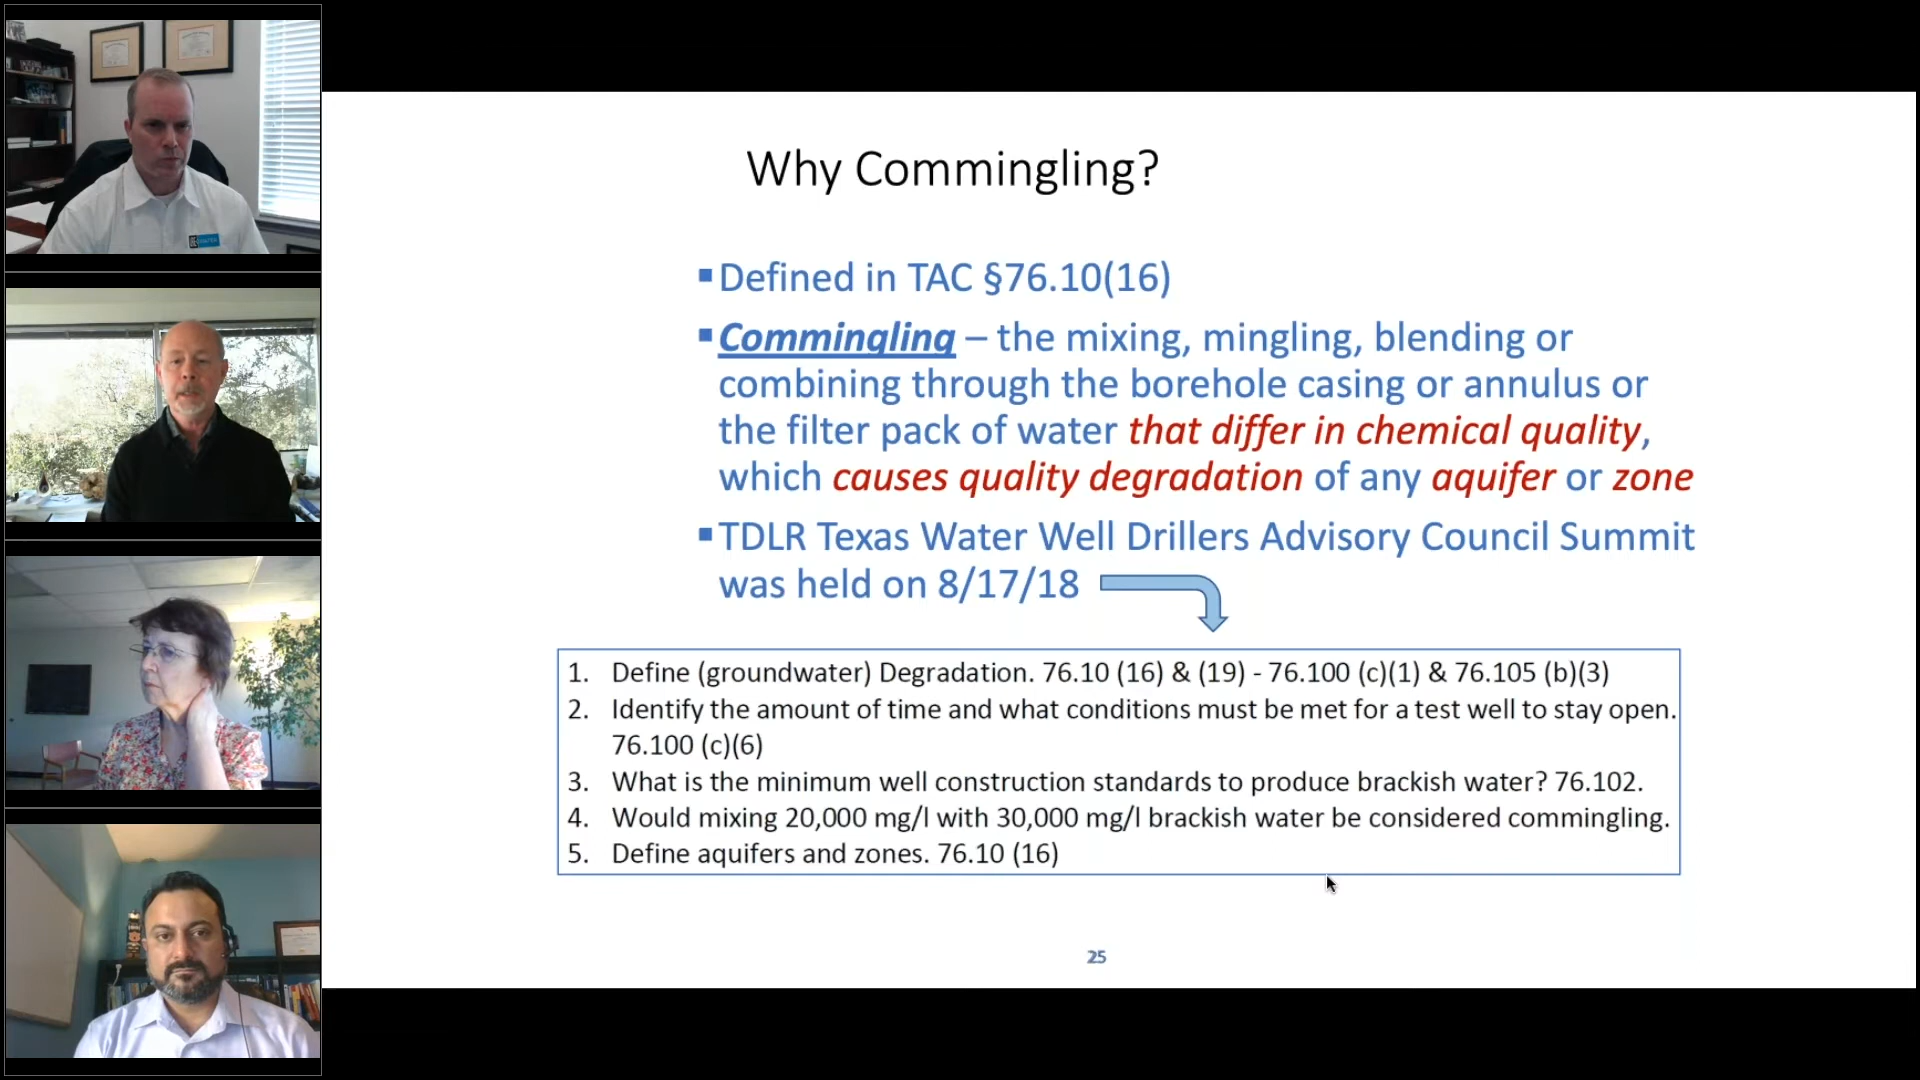 Why Commingling?
▪Defined in TAC §76.10(16)
▪Commingling – the mixing, mingling, blending or
combining through the borehole casing or annulus or
the filter pack of water that differ in chemical quality,
which causes quality degradation of any aquifer or zone
▪TDLR Texas Water Well Drillers Advisory Council Summit
was held on 8/17/18
1. Define (groundwater) Degradation. 76.10 (16) & (19) - 76.100 (c)(1) & 76.105 (b)(3)
2. Identify the amount of time and what conditions must be met for a test well to stay open.
76.100 (c)(6)
3. What is the minimum well construction standards to produce brackish water? 76.102.
4. Would mixing 20,000 mg/l with 30,000 mg/l brackish water be considered commingling.
5. Define aquifers and zones. 76.10 (16)
25